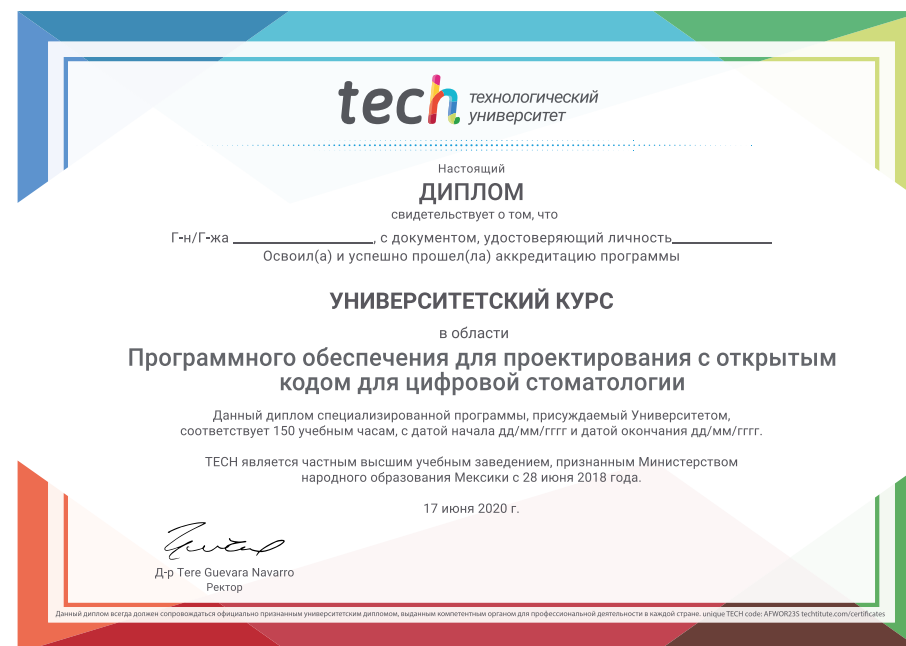 tech технологический
университет
Настоящий
ДИПЛОМ
свидетельствует о том, что
Г-н/Г-жа ____________________, с документом, удостоверяющий личность______________
Освоил(а) и успешно прошел(ла) аккредитацию программы
УНИВЕРСИТЕТСКИЙ КУРС
в области
Программного обеспечения для проектирования с открытым
кодом для цифровой стоматологии
Данный диплом специализированной программы, присуждаемый Университетом,
соответствует 150 учебным часам, с датой начала дд/мм/гггг и датой окончания дд/мм/гггг.
TECH является частным высшим учебным заведением, признанным Министерством
народного образования Мексики с 28 июня 2018 года.
17 июня 2020 г.
Д-р Tere Guevara Navarro
Ректор
Данный диплом всегда должен сопровождаться официально признанным университетским дипломом, выданным компетентным органом для профессиональной деятельности в каждой стране. unique TECH code: AFWOR23S techtitute.com/certificates